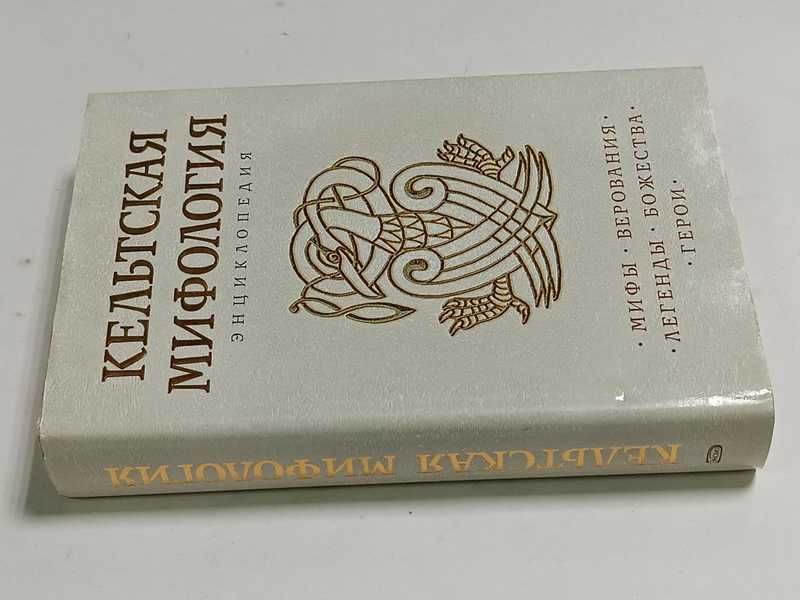 КЕЛЬТСКАЯ
МИФОЛОГИЯ
ЭНЦИКЛОПЕДИЯ
· МИФЫ · ВЕРОВАНИЯ ·
· ЛЕГЕНДЫ · БОЖЕСТВА ·
· ГЕРОИ ·
КЕЛЬТСКАЯ МИФОЛОГИЯ